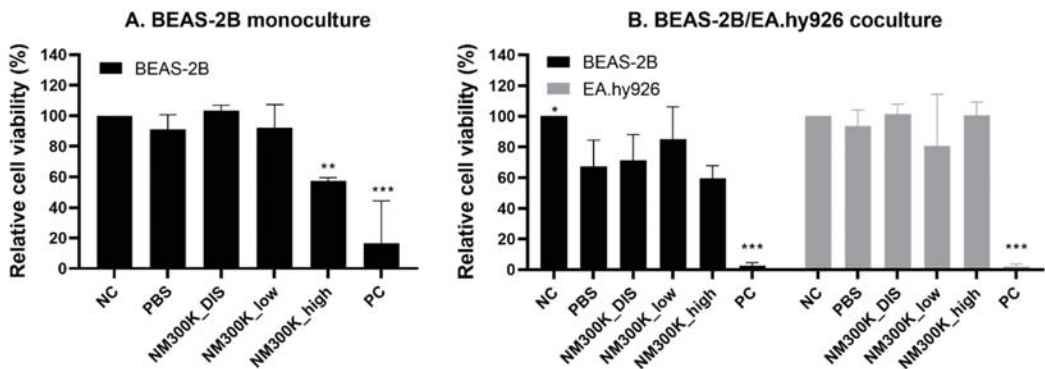 A. BEAS-2B monoculture
Relative cell viability (%)
140
120
100
80
60
40
20
0
BEAS-2B
**
***
NC
PBS
NM300K_DIS
NM300K_low
NM300K_high
PC
B. BEAS-2B/EA.hy926 coculture
Relative cell viability (%)
140
120
100
80
60
40
20
0
BEAS-2B
EA.hy926
*
***
***
NC
PBS
NM300K_DIS
NM300K_low
NM300K_high
PC
NC
PBS
NM300K_DIS
NM300K_low
NM300K_high
PC